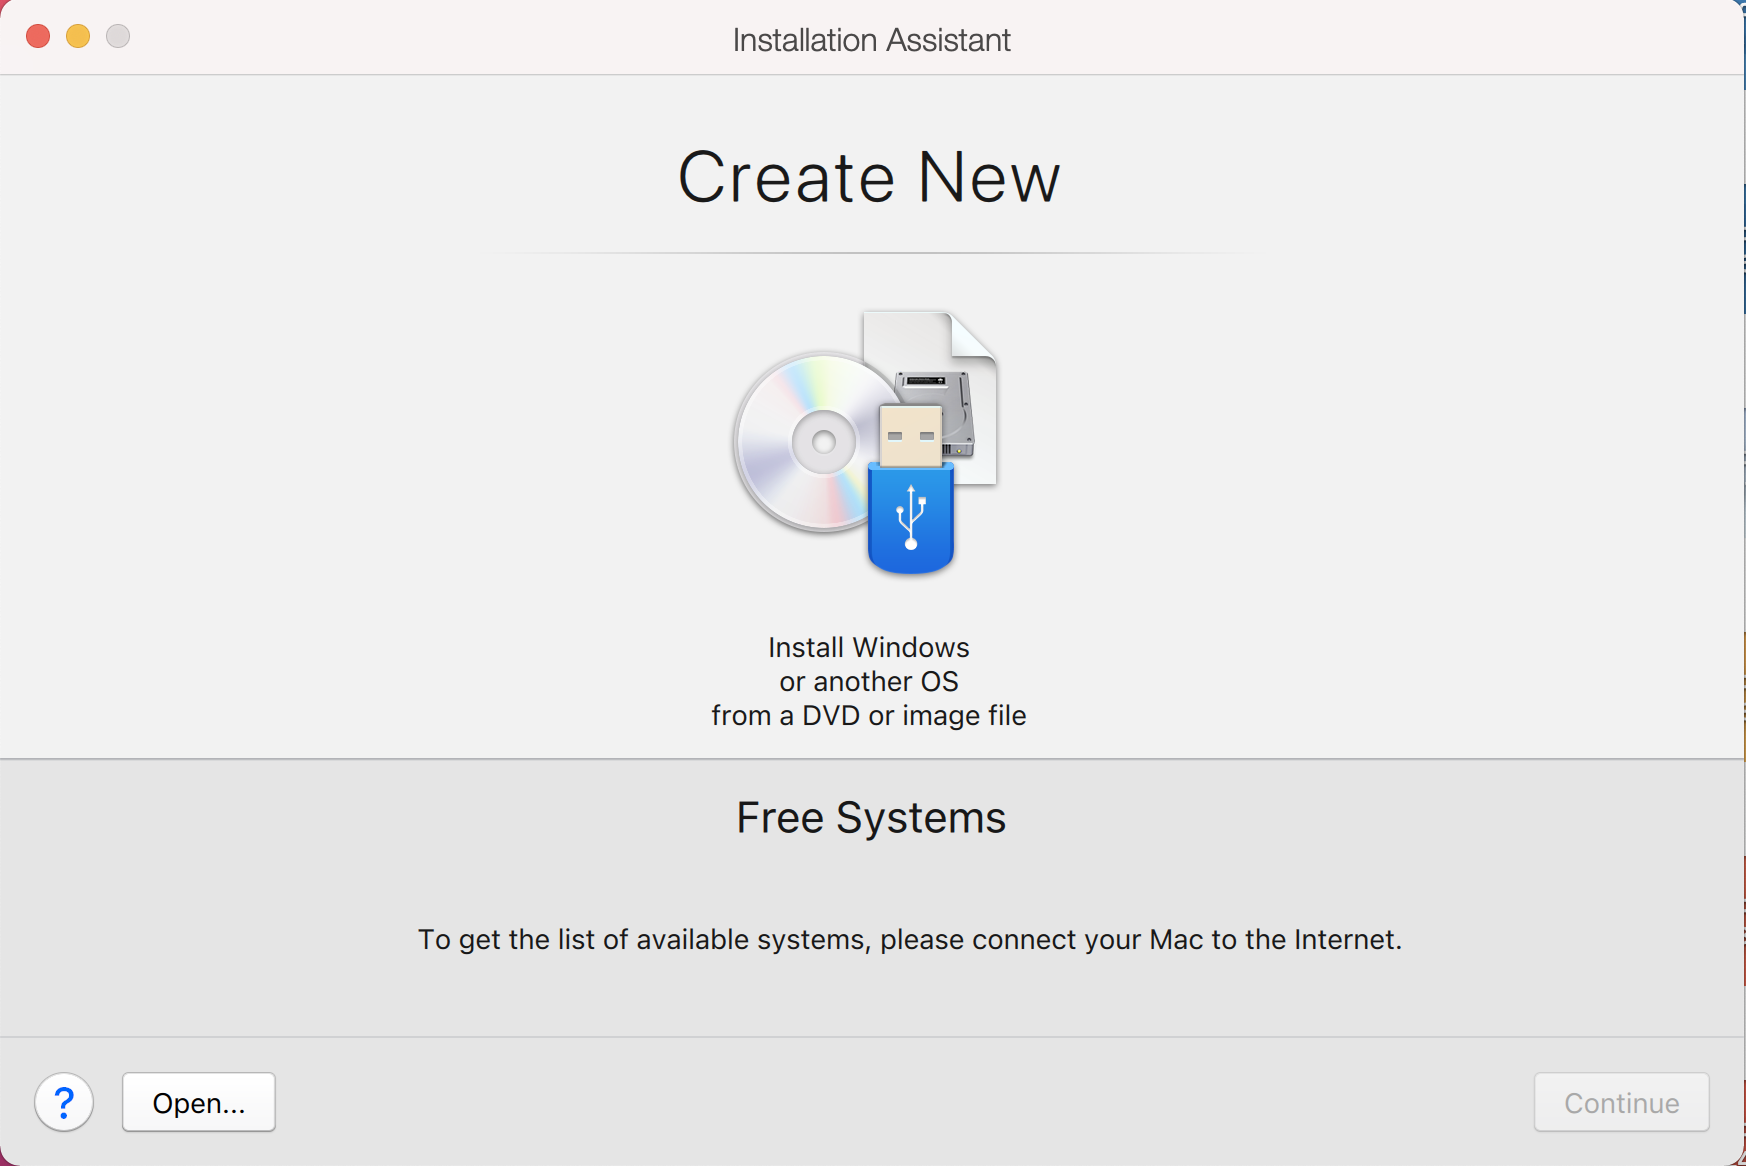 Installation Assistant
Create New
Install Windows
or another OS
from a DVD or image file
Free Systems
To get the list of available systems, please connect your Mac to the Internet.
?
Open...
Continue